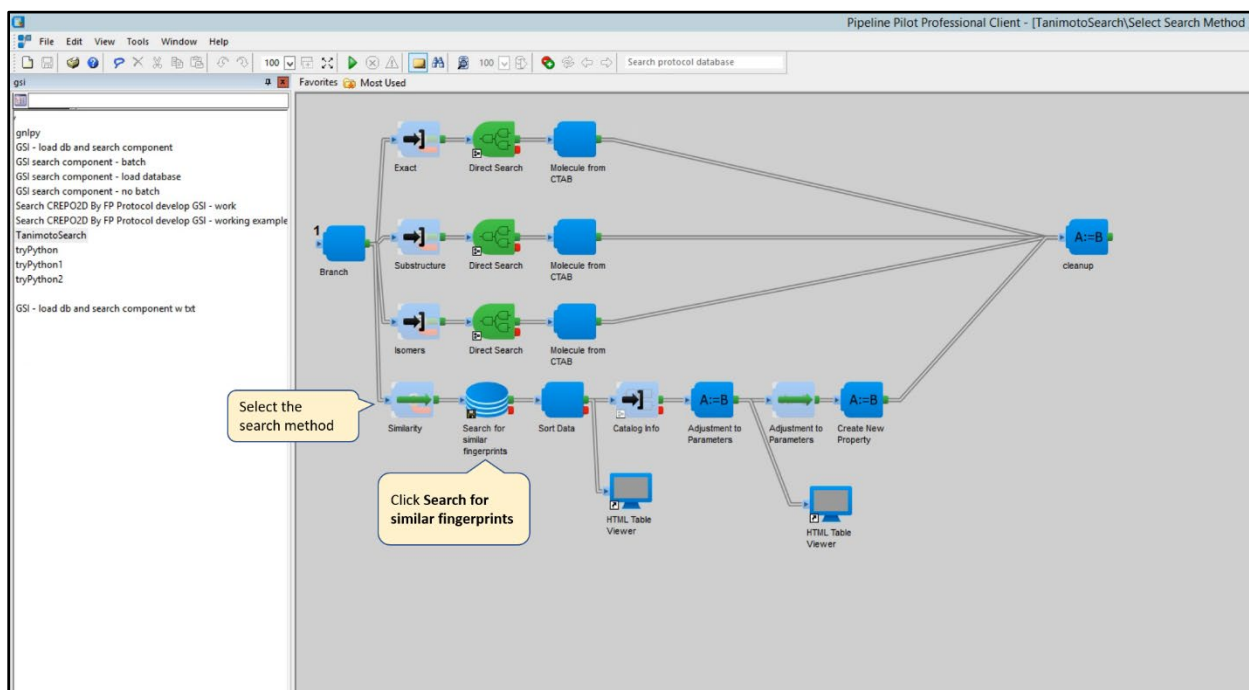 Pipeline Pilot Professional Client - [TanimotoSearch\Select Search Method
File Edit View Tools Window Help
100
100
Search protocol database
gsi
Favorites Most Used
gnlpy
GSI - load db and search component
GSI search component - batch
GSI search component - load database
GSI search component - no batch
Search CREPO2D By FP Protocol develop GSI - work
Search CREPO2D By FP Protocol develop GSI - working example
TanimotoSearch
tryPython
tryPython1
tryPython2
GSI - load db and search component w txt
Exact
Direct Search
Molecule from
CTAB
1
Branch
Substructure
Direct Search
Molecule from
CTAB
A:=B
cleanup
Isomers
Direct Search
Molecule from
CTAB
Select the
search method
Similarity
Search for
similar
fingerprints
Sort Data
Catalog Info
A:=B
Adjustment to
Parameters
Adjustment to
Parameters
A:=B
Create New
Property
Click Search for
similar fingerprints
HTML Table
Viewer
HTML Table
Viewer